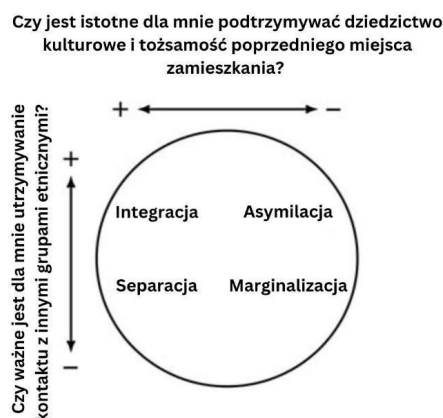 Czy jest istotne dla mnie podtrzymywać dziedzictwo
kulturowe i tożsamość poprzedniego miejsca
zamieszkania?
+ −
Czy ważne jest dla mnie utrzymywanie
kontaktu z innymi grupami etnicznymi?
+
−
Integracja Asymilacja
Separacja Marginalizacja